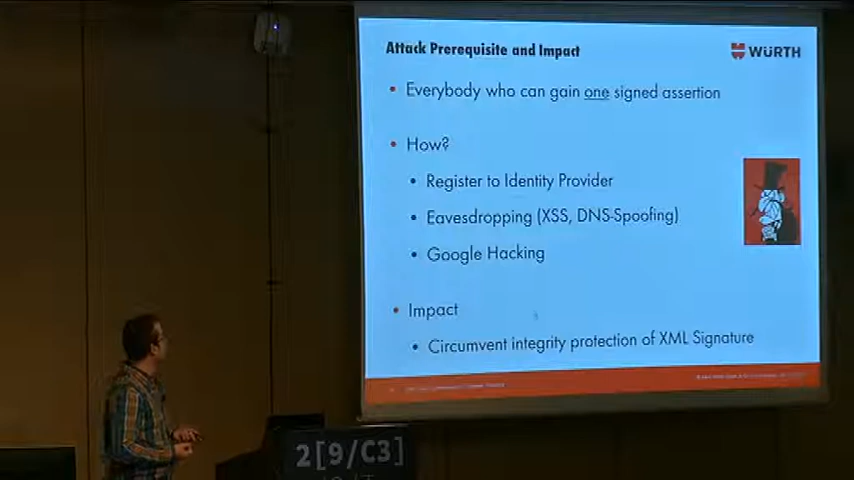 Attack Prerequisite and Impact
WÜRTH
• Everybody who can gain one signed assertion
• How?
• Register to Identity Provider
• Eavesdropping (XSS, DNS-Spoofing)
• Google Hacking
• Impact
• Circumvent integrity protection of XML Signature
2[9/C3]